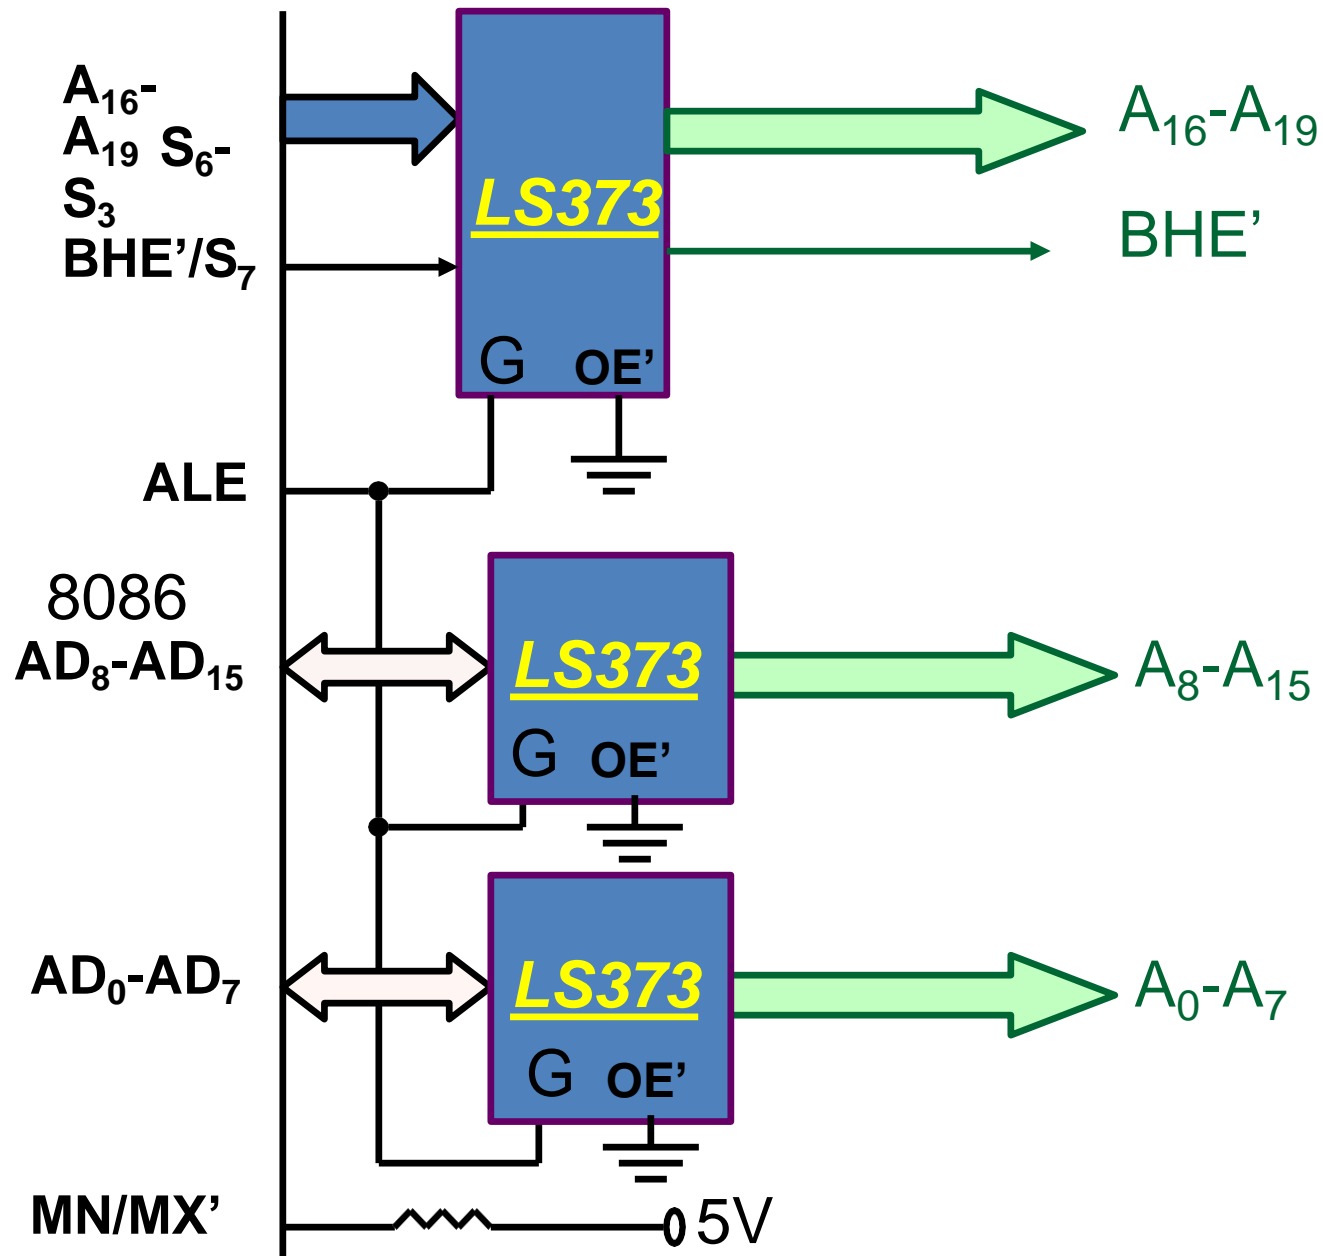 A16-
A19 S6-
S3
BHE’/S7
LS373
G OE’
A16-A19
BHE’
ALE
8086
AD8-AD15
LS373
G OE’
A8-A15
AD0-AD7
LS373
G OE’
A0-A7
MN/MX’
5V